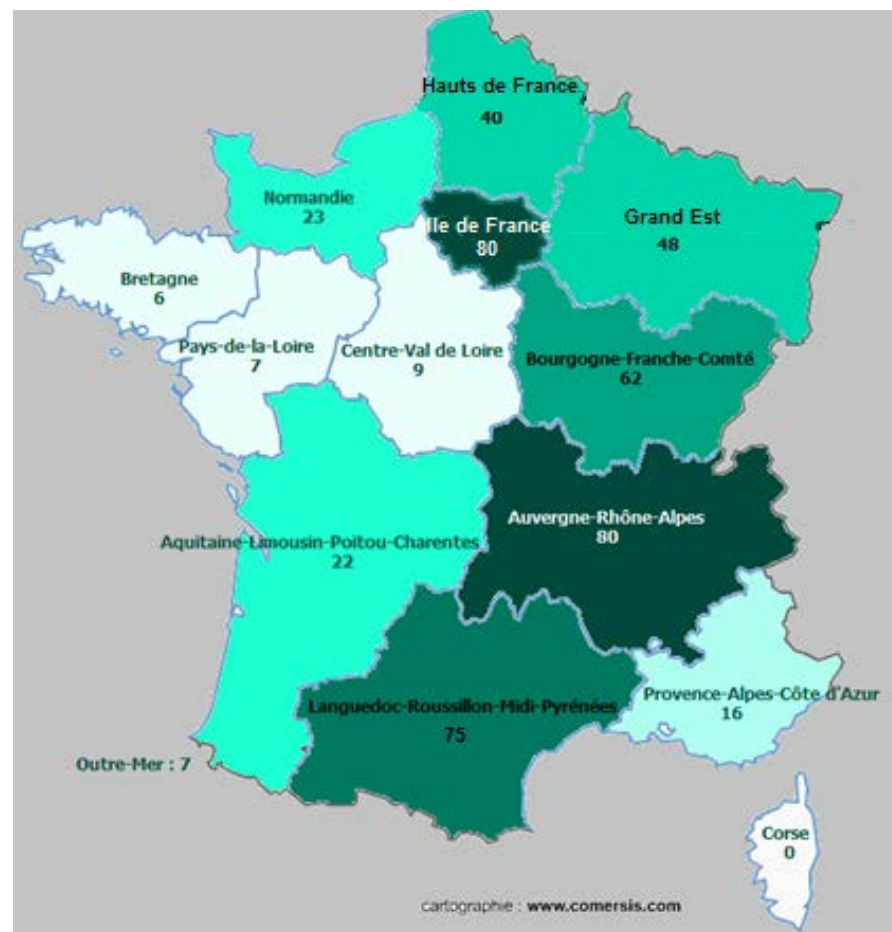 Hauts de France
40
Normandie
23
Ile de France
80
Grand Est
48
Bretagne
6
Pays-de-la-Loire
7
Centre-Val de Loire
9
Bourgogne-Franche-Comté
62
Auvergne-Rhône-Alpes
80
Aquitaine-Limousin-Poitou-Charentes
22
Provence-Alpes-Côte d'Azur
16
Languedoc-Roussillon-Midi-Pyrénées
75
Outre-Mer : 7
Corse
0
cartographie : www.comersis.com